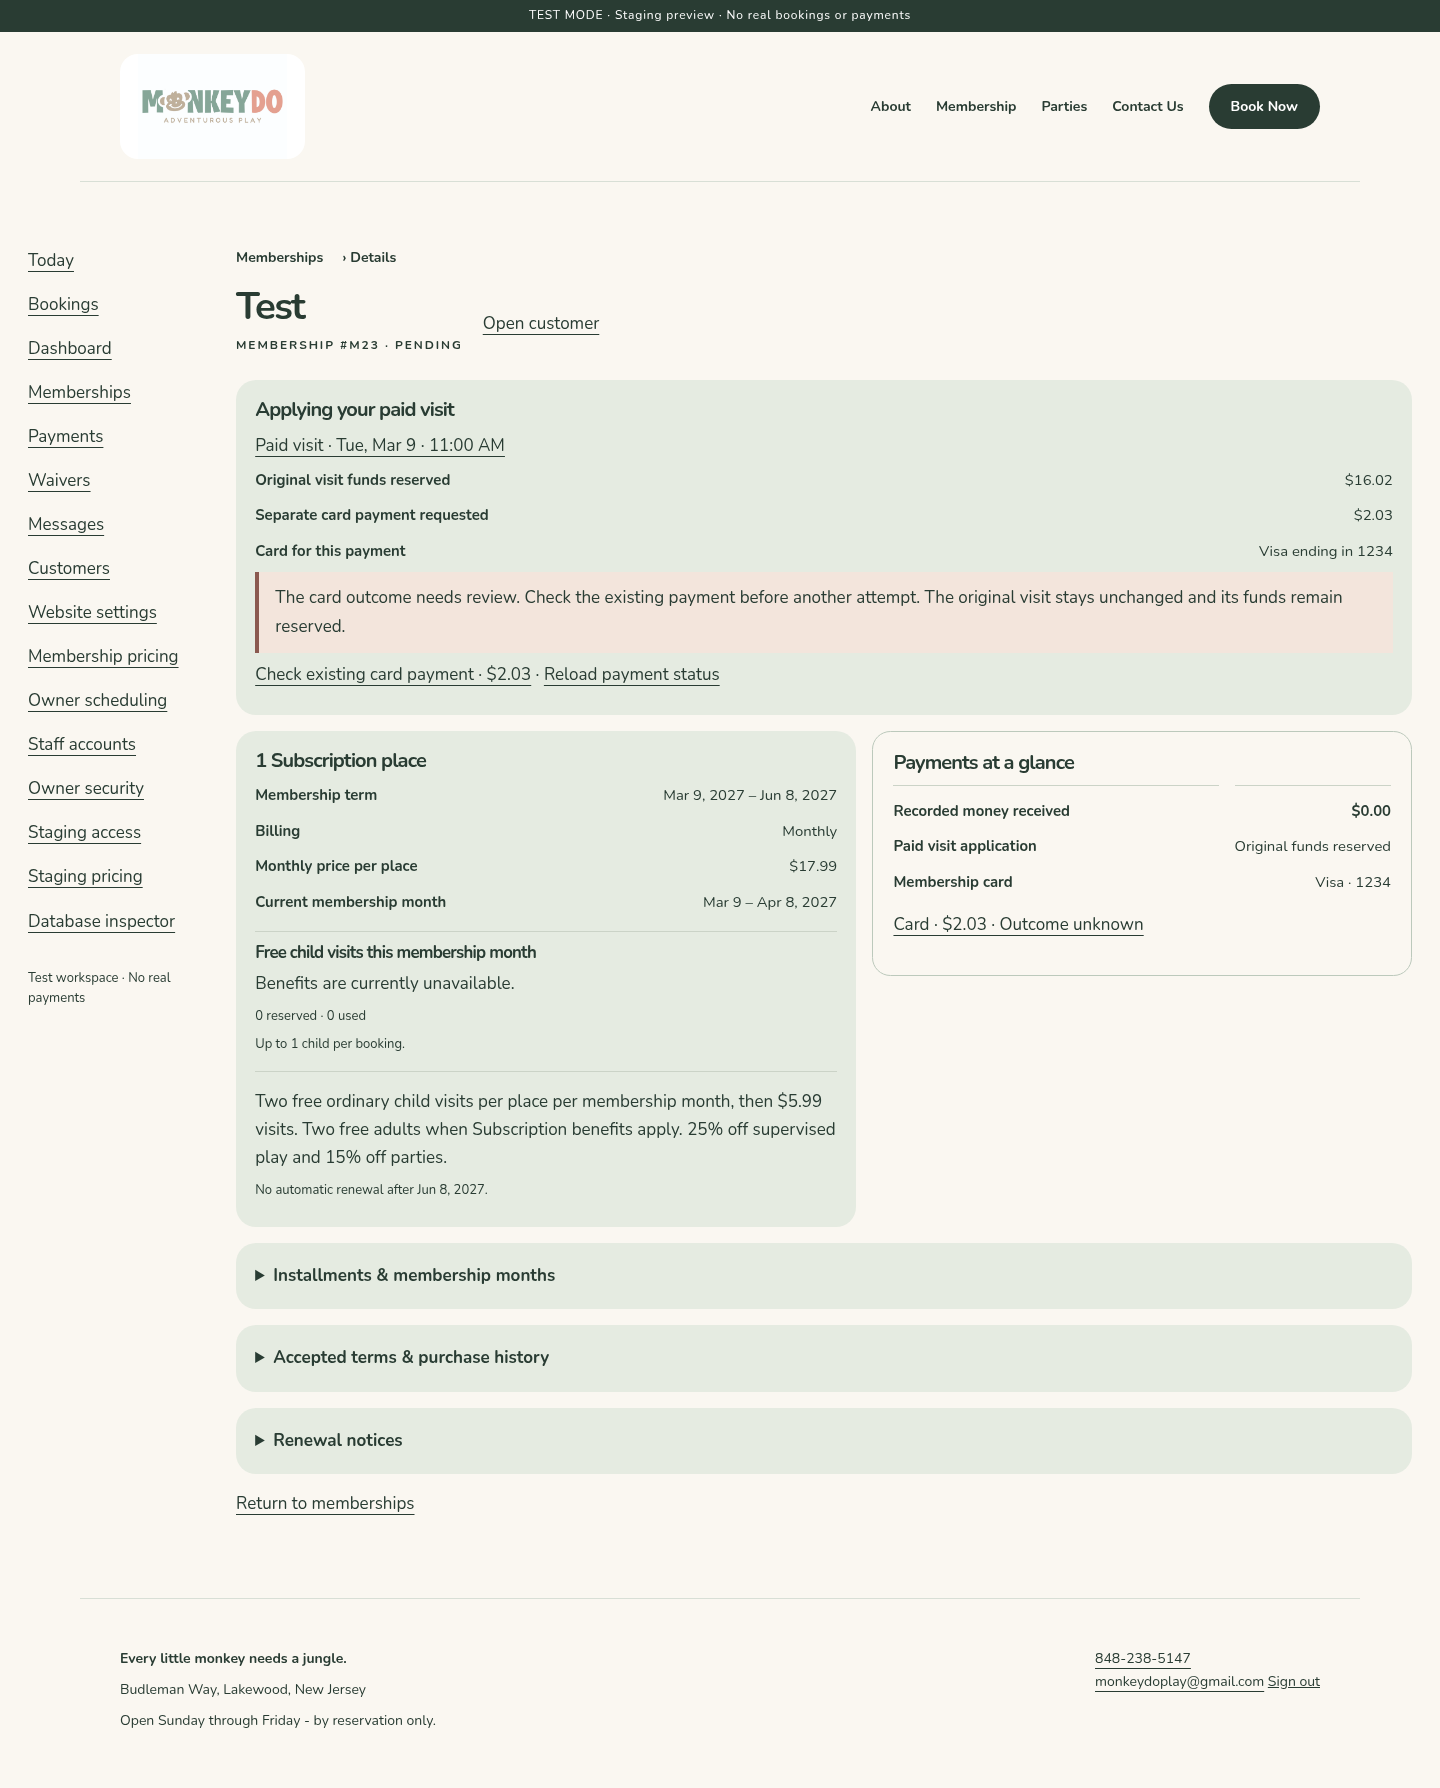 TEST MODE · Staging preview · No real bookings or payments
MONKEYDO
ADVENTUROUS PLAY
About Membership Parties Contact Us Book Now
Today
Bookings
Dashboard
Memberships
Payments
Waivers
Messages
Customers
Website settings
Membership pricing
Owner scheduling
Staff accounts
Owner security
Staging access
Staging pricing
Database inspector
Test workspace · No real
payments
Memberships › Details
Test
MEMBERSHIP #M23 · PENDING
Open customer
Applying your paid visit
Paid visit · Tue, Mar 9 · 11:00 AM
Original visit funds reserved $16.02
Separate card payment requested $2.03
Card for this payment Visa ending in 1234
The card outcome needs review. Check the existing payment before another attempt. The original visit stays unchanged and its funds remain
reserved.
Check existing card payment · $2.03 · Reload payment status
1 Subscription place
Membership term Mar 9, 2027 – Jun 8, 2027
Billing Monthly
Monthly price per place $17.99
Current membership month Mar 9 – Apr 8, 2027
Free child visits this membership month
Benefits are currently unavailable.
0 reserved · 0 used
Up to 1 child per booking.
Two free ordinary child visits per place per membership month, then $5.99
visits. Two free adults when Subscription benefits apply. 25% off supervised
play and 15% off parties.
No automatic renewal after Jun 8, 2027.
Payments at a glance
Recorded money received $0.00
Paid visit application Original funds reserved
Membership card Visa · 1234
Card · $2.03 · Outcome unknown
▶ Installments & membership months
▶ Accepted terms & purchase history
▶ Renewal notices
Return to memberships
Every little monkey needs a jungle.
Budleman Way, Lakewood, New Jersey
Open Sunday through Friday - by reservation only.
848-238-5147
monkeydoplay@gmail.com Sign out